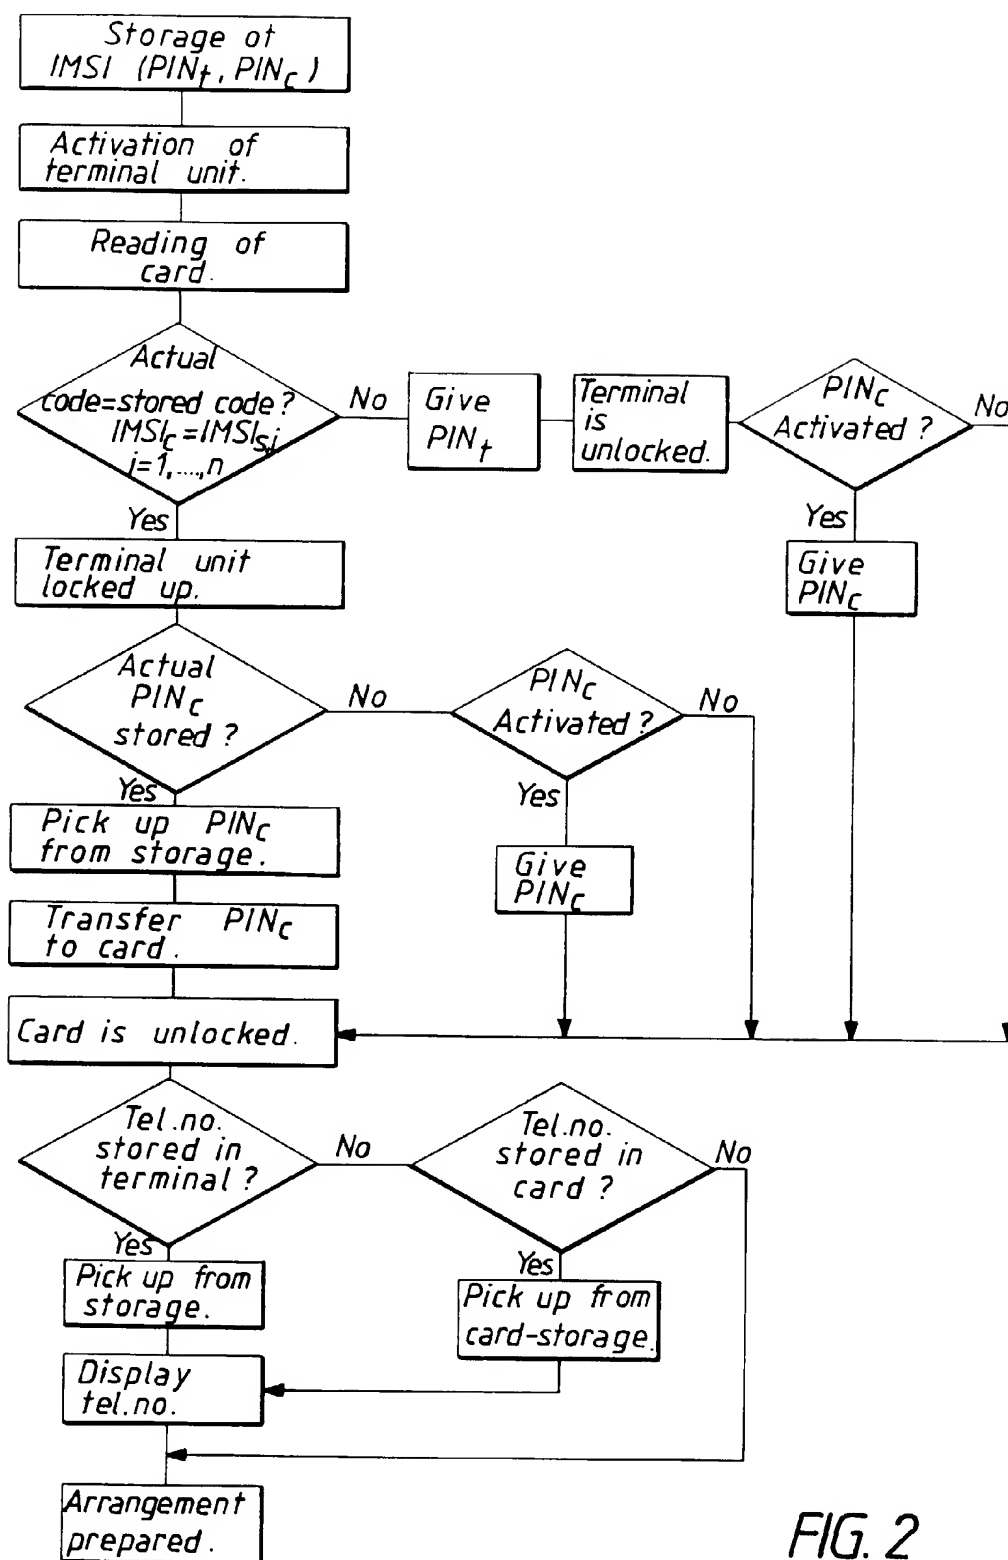 Storage of
IMSI (PINt, PINc)
Activation of
terminal unit.
Reading of
card.
Actual
code=stored code?
IMSIc=IMSIs,i
i=1,....,n
No
Give
PINt
Terminal
is
unlocked.
PINc
Activated?
No
Yes
Yes
Give
PINc
Terminal unit
locked up.
Actual
PINc
stored?
No
PINc
Activated?
No
Yes
Yes
Pick up PINc
from storage.
Give
PINc
Transfer PINc
to card.
Card is unlocked.
Tel.no.
stored in
terminal?
No
Tel.no.
stored in
card?
No
Yes
Yes
Pick up from
storage.
Pick up from
card-storage.
Display
tel.no.
Arrangement
prepared.
FIG. 2